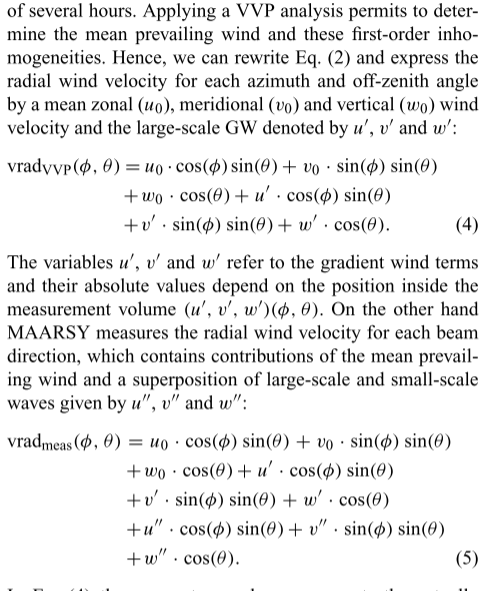 of several hours. Applying a VVP analysis permits to deter-
mine the mean prevailing wind and these first-order inho-
mogeneities. Hence, we can rewrite Eq. (2) and express the
radial wind velocity for each azimuth and off-zenith angle
by a mean zonal (u₀), meridional (v₀) and vertical (w₀) wind
velocity and the large-scale GW denoted by u′, v′ and w′:
vrad_VVP(ϕ, θ) = u₀ · cos(ϕ) sin(θ) + v₀ · sin(ϕ) sin(θ)
+w₀ · cos(θ) + u′ · cos(ϕ) sin(θ)
+v′ · sin(ϕ) sin(θ) + w′ · cos(θ). (4)
The variables u′, v′ and w′ refer to the gradient wind terms
and their absolute values depend on the position inside the
measurement volume (u′, v′, w′)(ϕ, θ). On the other hand
MAARSY measures the radial wind velocity for each beam
direction, which contains contributions of the mean prevail-
ing wind and a superposition of large-scale and small-scale
waves given by u″, v″ and w″:
vrad_meas(ϕ, θ) = u₀ · cos(ϕ) sin(θ) + v₀ · sin(ϕ) sin(θ)
+w₀ · cos(θ) + u′ · cos(ϕ) sin(θ)
+v′ · sin(ϕ) sin(θ) + w′ · cos(θ)
+u″ · cos(ϕ) sin(θ) + v″ · sin(ϕ) sin(θ)
+w″ · cos(θ). (5)